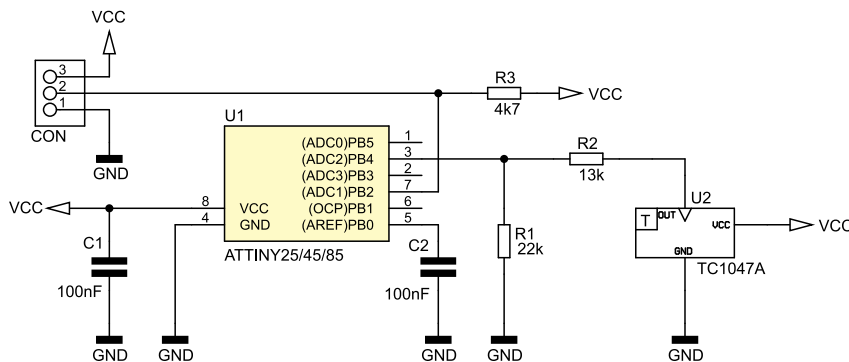 VCC
3
2
1
CON
GND
R3
4k7
VCC
U1
(ADC0)PB5
1
(ADC2)PB4
3
(ADC3)PB3
2
(ADC1)PB2
7
(OCP)PB1
6
(AREF)PB0
5
VCC
8
VCC
4
GND
ATTINY25/45/85
C1
100nF
GND
GND
C2
100nF
GND
R1
22k
GND
R2
13k
U2
T
OUT
VCC
GND
VCC
TC1047A
GND